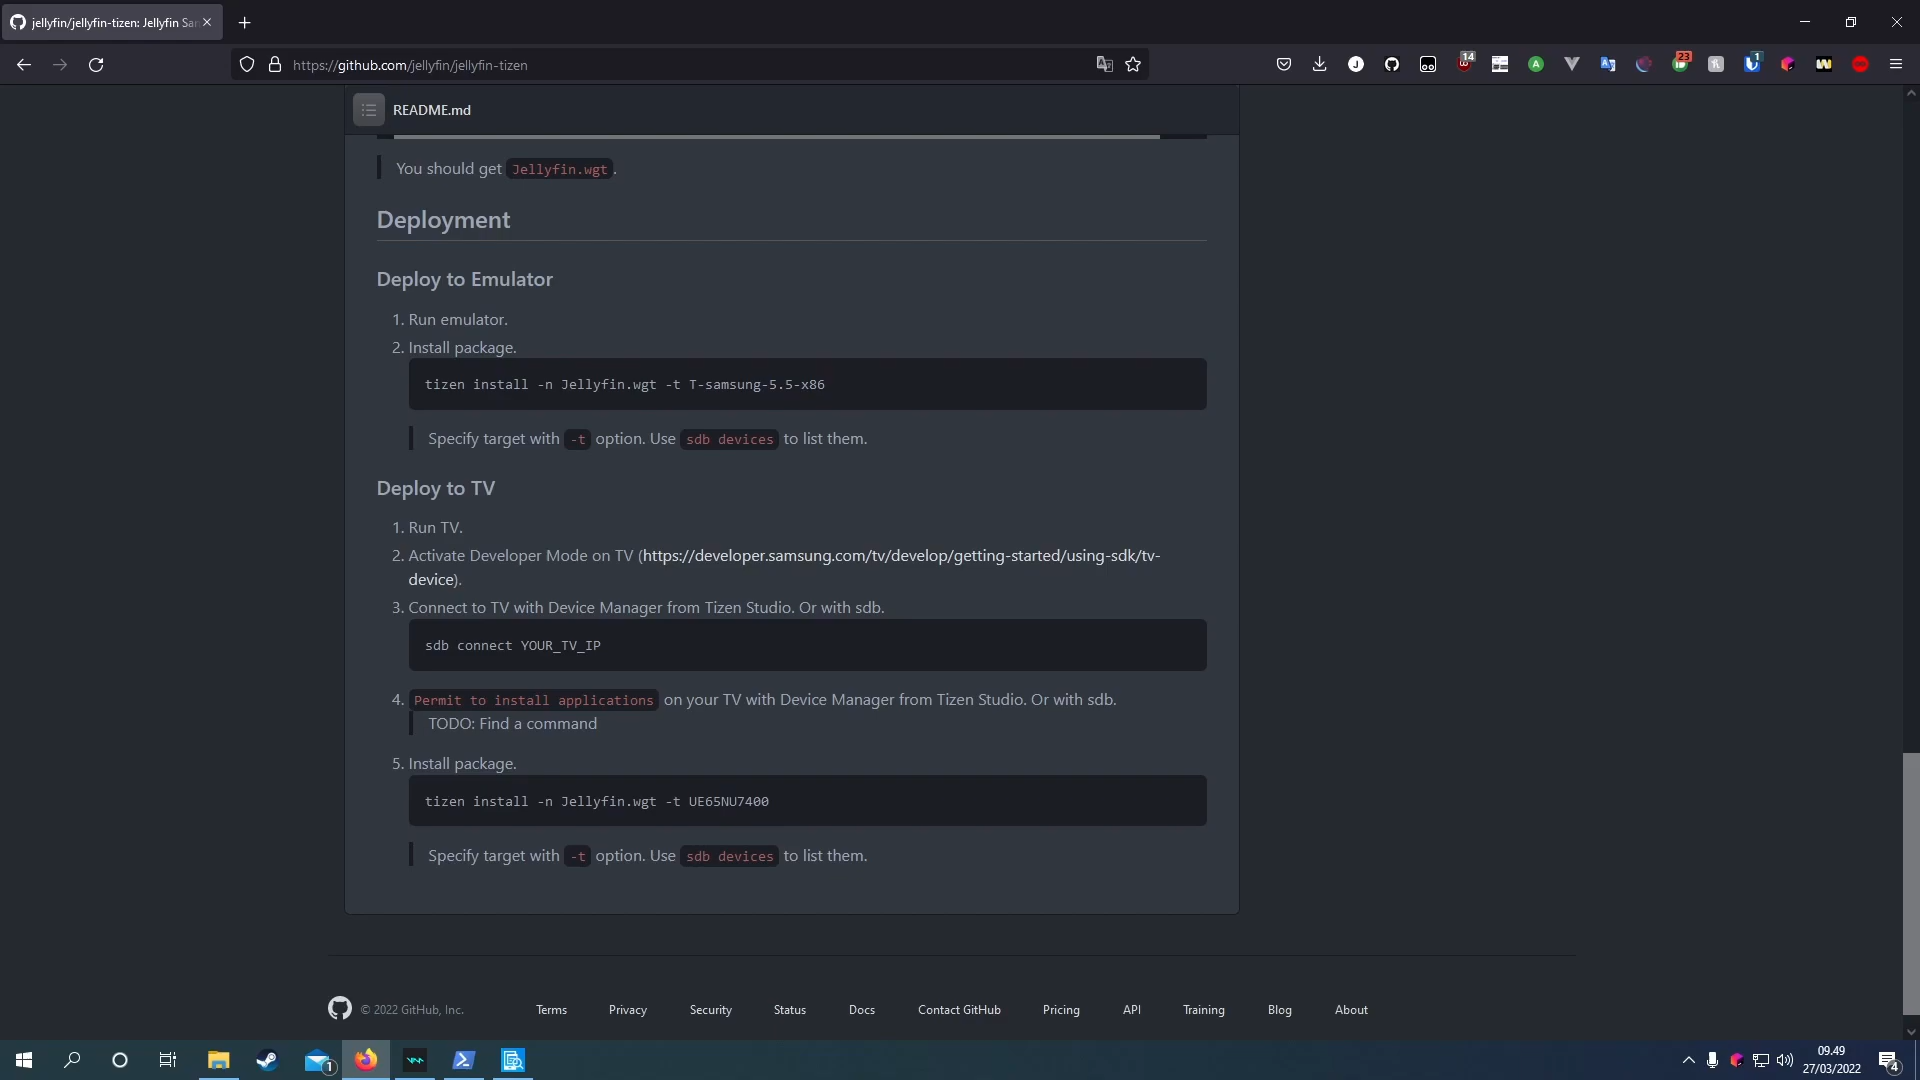 jellyfin/jellyfin-tizen: Jellyfin Sam
https://github.com/jellyfin/jellyfin-tizen
14
23
1
README.md
You should get Jellyfin.wgt.
Deployment
Deploy to Emulator
1. Run emulator.
2. Install package.
tizen install -n Jellyfin.wgt -t T-samsung-5.5-x86
Specify target with -t option. Use sdb devices to list them.
Deploy to TV
1. Run TV.
2. Activate Developer Mode on TV (https://developer.samsung.com/tv/develop/getting-started/using-sdk/tv-
device).
3. Connect to TV with Device Manager from Tizen Studio. Or with sdb.
sdb connect YOUR_TV_IP
4. Permit to install applications on your TV with Device Manager from Tizen Studio. Or with sdb.
TODO: Find a command
5. Install package.
tizen install -n Jellyfin.wgt -t UE65NU7400
Specify target with -t option. Use sdb devices to list them.
© 2022 GitHub, Inc. Terms Privacy Security Status Docs Contact GitHub Pricing API Training Blog About
1
09.49
27/03/2022
4